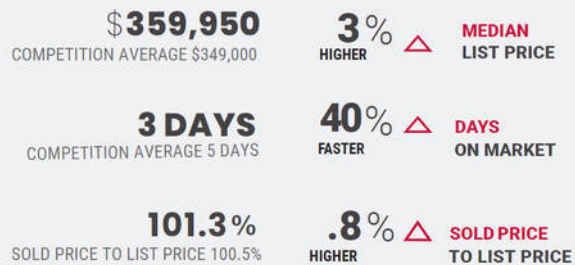 $359,950
COMPETITION AVERAGE $349,000
3%
HIGHER
MEDIAN
LIST PRICE
3 DAYS
COMPETITION AVERAGE 5 DAYS
40%
FASTER
DAYS
ON MARKET
101.3%
SOLD PRICE TO LIST PRICE 100.5%
.8%
HIGHER
SOLD PRICE
TO LIST PRICE